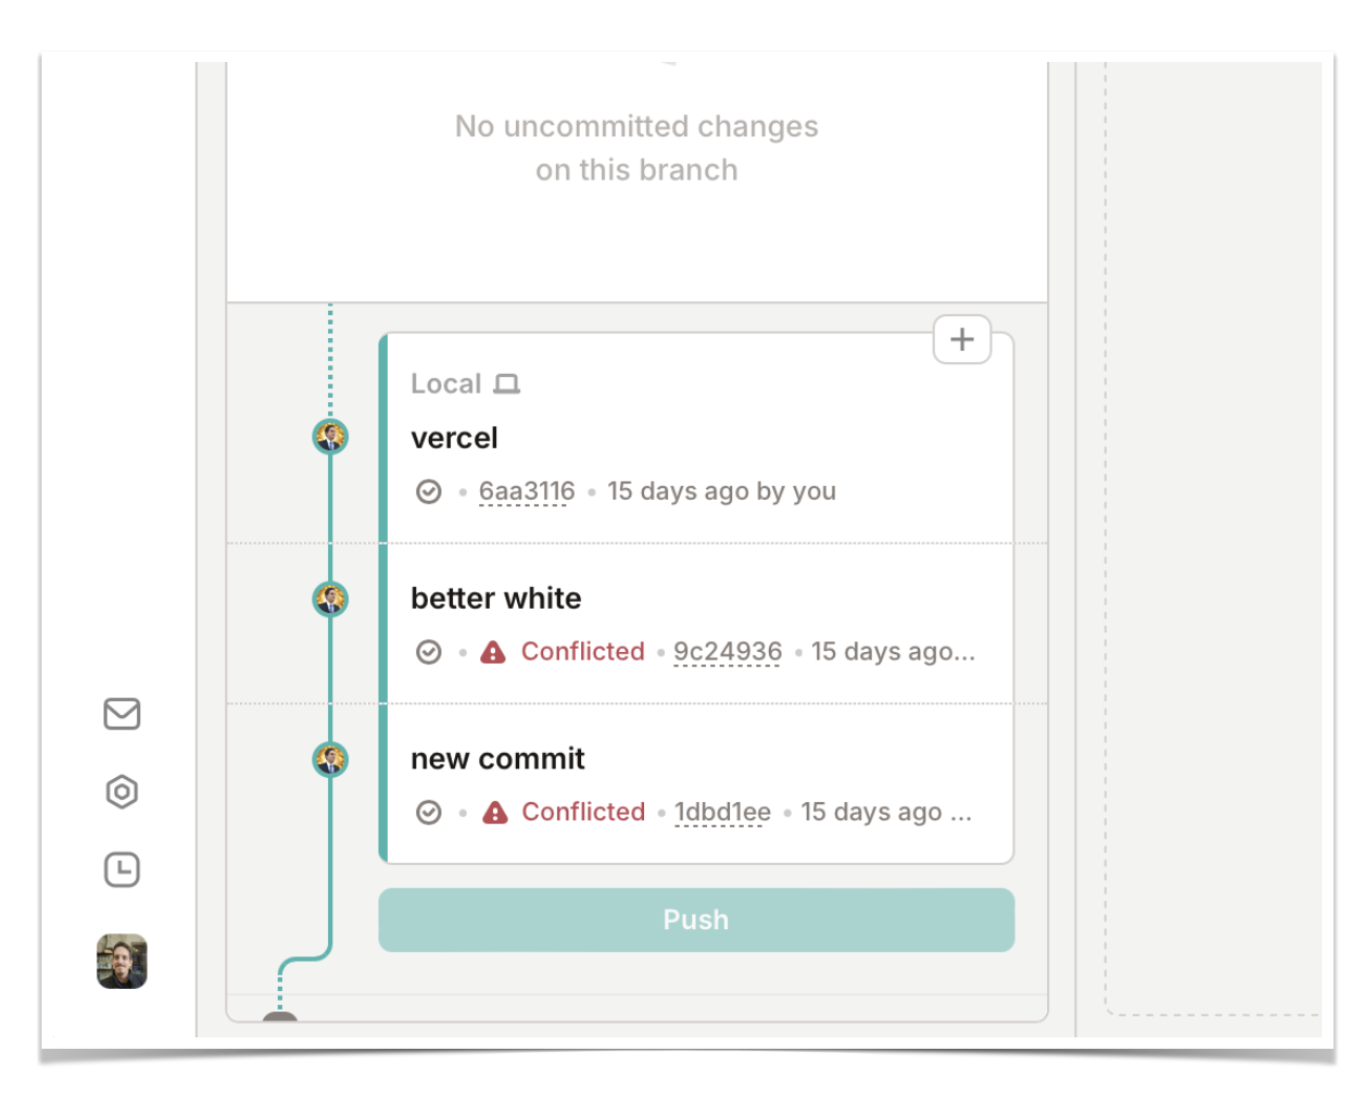 No uncommitted changes
on this branch
Local
vercel
6aa3116 • 15 days ago by you
better white
Conflicted • 9c24936 • 15 days ago...
new commit
Conflicted • 1dbd1ee • 15 days ago ...
Push